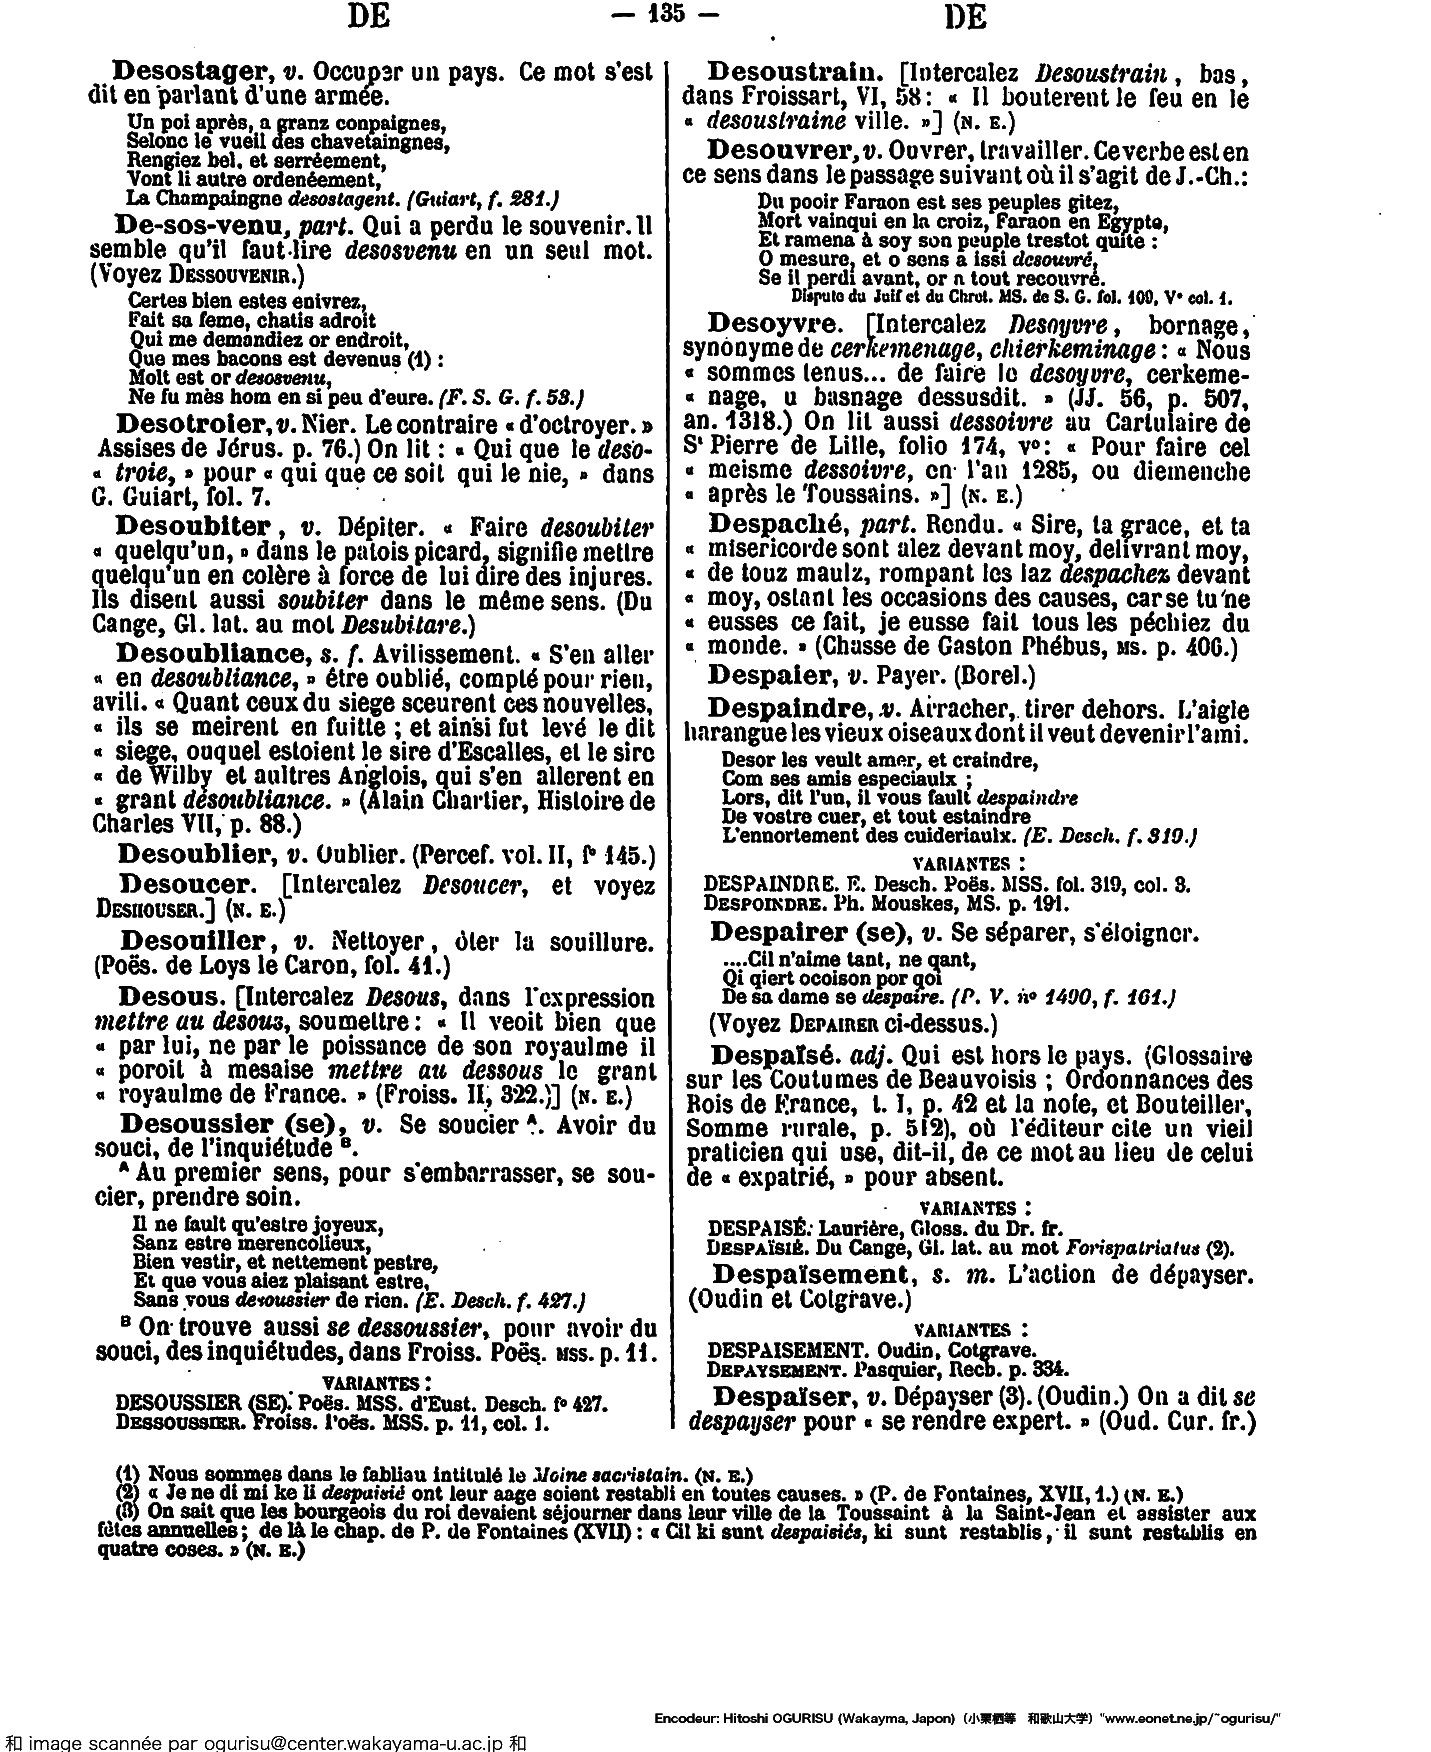 DE — 135 — DE
Desostager, v. Occuper un pays. Ce mot s'est
dit en parlant d'une armée.
Un poi après, a granz conpaignes,
Selonc le vueil des chavetaingnes,
Rengiez bel. et serréement,
Vont li autre ordenéement,
La Champaingne desostagent. (Guiart, f. 281.)
De-sos-venu, part. Qui a perdu le souvenir. Il
semble qu'il faut lire desosvenu en un seul mot.
(Voyez DESSOUVENIR.)
Certes bien estes enivrez,
Fait sa feme, chatis adroit
Qui me demandiez or endroit,
Que mes bacons est devenus (1) :
Molt est or desosvenu,
Ne fu mès hom en si peu d'eure. (F. S. G. f. 53.)
Desotroier, v. Nier. Le contraire « d'octroyer. »
Assises de Jérus. p. 76.) On lit : « Qui que le deso-
« troie, » pour « qui que ce soit qui le nie, » dans
G. Guiart, fol. 7.
Desoubiter, v. Dépiter. « Faire desoubiter
« quelqu'un, » dans le patois picard, signifie mettre
quelqu'un en colère à force de lui dire des injures.
Ils disent aussi soubiter dans le même sens. (Du
Cange, Gl. lat. au mot Desubitare.)
Desoubliance, s. f. Avilissement. « S'en aller
« en desoubliance, » être oublié, compté pour rien,
avili. « Quant ceux du siege sceurent ces nouvelles,
« ils se meirent en fuitte ; et ainsi fut levé le dit
« siege, ouquel estoient le sire d'Escalles, et le sire
« de Wilby et aultres Anglois, qui s'en allerent en
« grant desoubliance. » (Alain Chartier, Histoire de
Charles VII, p. 88.)
Desoublier, v. Oublier. (Percef. vol. II, f° 145.)
Desoucer. [Intercalez Desoucer, et voyez
DESHOUSER.] (N. E.)
Desouiller, v. Nettoyer, ôter la souillure.
(Poës. de Loys le Caron, fol. 41.)
Desous. [Intercalez Desous, dans l'expression
mettre au desous, soumettre : « Il veoit bien que
« par lui, ne par le poissance de son royaulme il
« poroit à mesaise mettre au dessous le grant
« royaulme de France. » (Froiss. II, 322.)] (N. E.)
Desoussier (se), v. Se soucier A. Avoir du
souci, de l'inquiétude B.
A Au premier sens, pour s'embarrasser, se sou-
cier, prendre soin.
Il ne fault qu'estre joyeux,
Sanz estre merencolieux,
Bien vestir, et nettement pestre,
Et que vous aiez plaisant estre,
Sans vous desoussier de rien. (E. Desch. f. 427.)
B On trouve aussi se dessoussier, pour avoir du
souci, des inquiétudes, dans Froiss. Poës. MSS. p. 11.
VARIANTES :
DESOUSSIER (SE). Poës. MSS. d'Eust. Desch. f° 427.
DESSOUSSIER. Froiss. Poës. MSS. p. 11, col. 1.
Desoustrain. [Intercalez Desoustrain, bas,
dans Froissart, VI, 58 : « Il bouterent le feu en le
« desoustraine ville. »] (N. E.)
Desouvrer, v. Ouvrer, travailler. Ce verbe est en
ce sens dans le passage suivant où il s'agit de J.-Ch.:
Du pooir Faraon est ses peuples gitez,
Mort vainqui en la croiz, Faraon en Egypte,
Et ramena à soy son peuple trestot quite :
O mesure, et o sens a issi desouvré,
Se il perdi avant, or a tout recouvré.
Dispute du Juif et du Chret. MS. de S. G. fol. 109, V° col. 1.
Desoyvre. [Intercalez Desoyvre, bornage,
synonyme de cerkemenage, chierkeminage : « Nous
« sommes tenus... de faire le desoyvre, cerkeme-
« nage, u basnage dessusdit. » (JJ. 56, p. 507,
an. 1318.) On lit aussi dessoivre au Cartulaire de
St Pierre de Lille, folio 174, v°: « Pour faire cel
« meisme dessoivre, en l'an 1285, ou diemenche
« après le Toussains. »] (N. E.)
Despaché, part. Rendu. « Sire, ta grace, et ta
« misericorde sont alez devant moy, delivrant moy,
« de touz maulz, rompant les laz despachez devant
« moy, ostant les occasions des causes, car se tu ne
« eusses ce fait, je eusse fait tous les péchiez du
« monde. » (Chasse de Gaston Phébus, MS. p. 406.)
Despaier, v. Payer. (Borel.)
Despaindre, v. Arracher, tirer dehors. L'aigle
harangue les vieux oiseaux dont il veut devenir l'ami.
Desor les veult amer, et craindre,
Com ses amis especiaulx ;
Lors, dit l'un, il vous fault despaindre
De vostre cuer, et tout estaindre
L'ennortement des cuideriaulx. (E. Desch. f. 319.)
VARIANTES :
DESPAINDRE. E. Desch. Poës. MSS. fol. 319, col. 3.
DESPOINDRE. Ph. Mouskes, MS. p. 191.
Despairer (se), v. Se séparer, s'éloigner.
....Cil n'aime tant, ne qant,
Qi qiert ocoison por qoi
De sa dame se despaire. (P. V. n° 1490, f. 161.)
(Voyez DEPAIRER ci-dessus.)
Despaïsé. adj. Qui est hors le pays. (Glossaire
sur les Coutumes de Beauvoisis ; Ordonnances des
Rois de France, t. I, p. 42 et la note, et Bouteiller,
Somme rurale, p. 512), où l'éditeur cite un vieil
praticien qui use, dit-il, de ce mot au lieu de celui
de « expatrié, » pour absent.
VARIANTES :
DESPAISÉ. Laurière, Gloss. du Dr. fr.
DESPAÏSIÉ. Du Cange, Gl. lat. au mot Forispatriatus (2).
Despaïsement, s. m. L'action de dépayser.
(Oudin et Cotgrave.)
VARIANTES :
DESPAISEMENT. Oudin, Cotgrave.
DEPAYSEMENT. Pasquier, Rech. p. 334.
Despaïser, v. Dépayser (3). (Oudin.) On a dit se
despayser pour « se rendre expert. » (Oud. Cur. fr.)
(1) Nous sommes dans le fabliau intitulé le Moine sacristain. (N. E.)
(2) « Je ne di mi ke li despaisié ont leur aage soient restabli en toutes causes. » (P. de Fontaines, XVII, 1.) (N. E.)
(3) On sait que les bourgeois du roi devaient séjourner dans leur ville de la Toussaint à la Saint-Jean et assister aux
fêtes annuelles ; de là le chap. de P. de Fontaines (XVII) : « Cil ki sunt despaisiés, ki sunt restablis, il sunt restablis en
quatre coses. » (N. E.)
Encodeur: Hitoshi OGURISU (Wakayma, Japon) (小栗栖等 和歌山大学) "www.eonet.ne.jp/~ogurisu/"
和 image scannée par ogurisu@center.wakayama-u.ac.jp 和